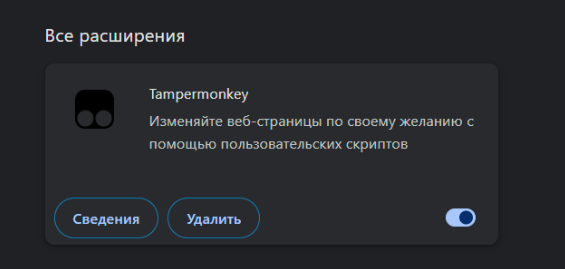 Все расширения
Tampermonkey
Изменяйте веб-страницы по своему желанию с
помощью пользовательских скриптов
Сведения
Удалить